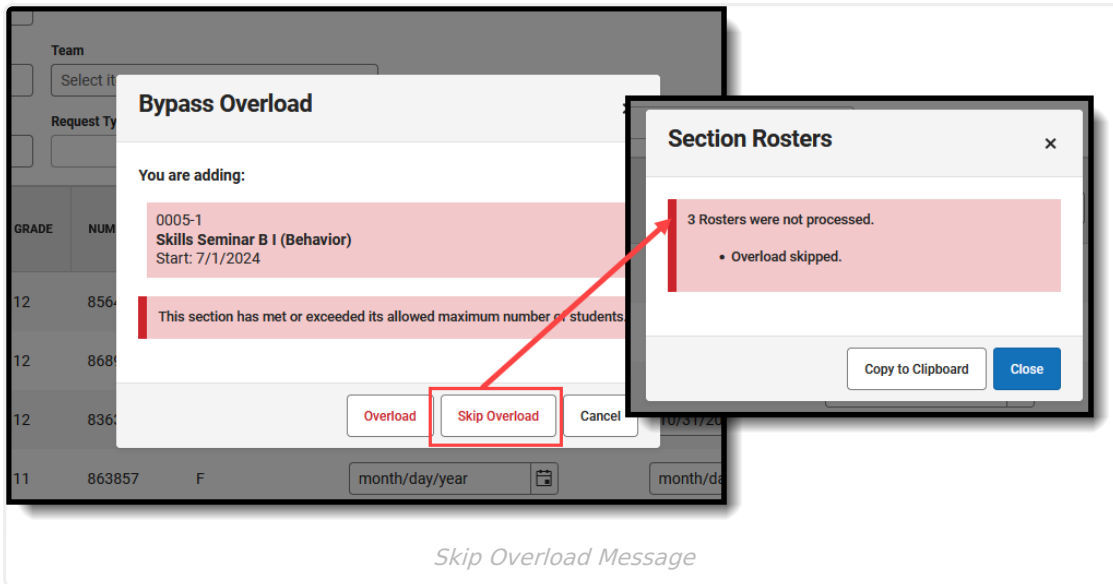 Team
Select it
Bypass Overload
Request Ty
You are adding:
0005-1
Skills Seminar B I (Behavior)
Start: 7/1/2024
This section has met or exceeded its allowed maximum number of students.
Overload
Skip Overload
Cancel
GRADE
NUM
12
856
12
868
12
836
10/31/20
11
863857
F
month/day/year
month/da
Section Rosters
×
3 Rosters were not processed.
• Overload skipped.
Copy to Clipboard
Close
Skip Overload Message